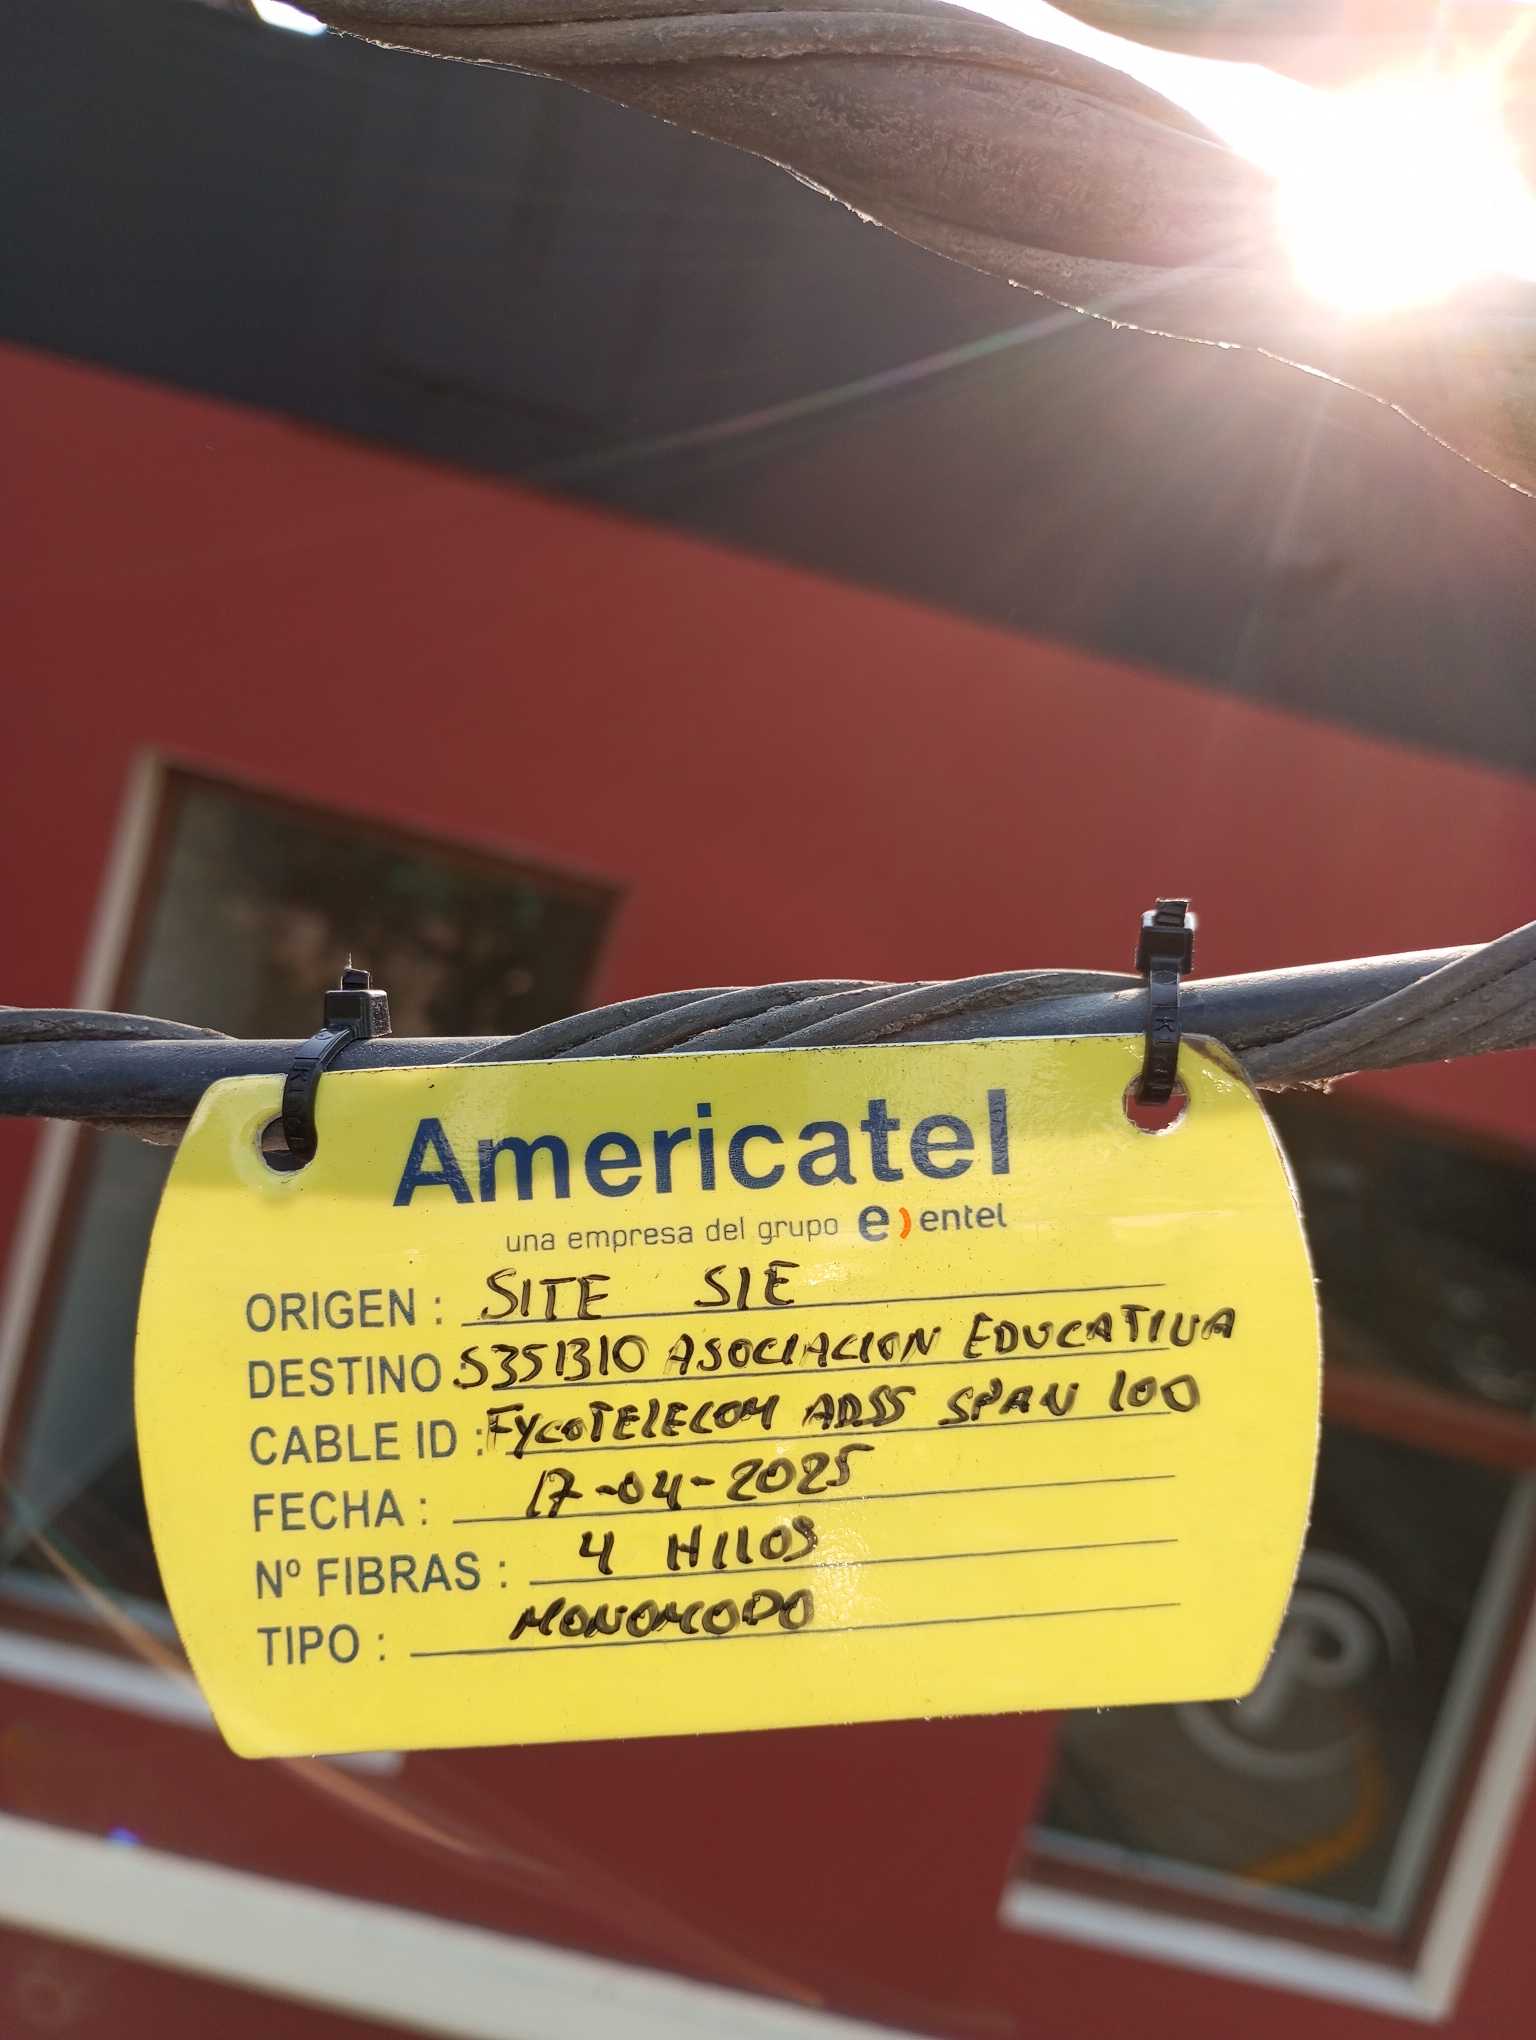 Americatel
una empresa del grupo e) entel
ORIGEN : SITE SIE
DESTINO : S351310 ASOCIACION EDUCATIVA
CABLE ID : FYCOTELECOM ADSS SPAN 100
FECHA : 17-04-2025
Nº FIBRAS : 4 HILOS
TIPO : MONOMODO